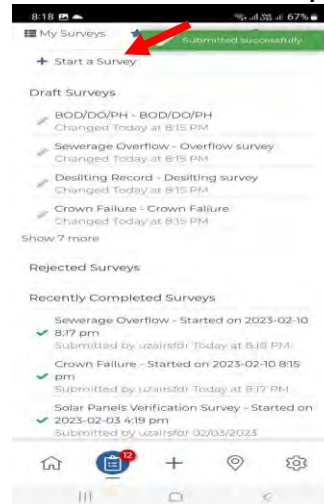 8:18
67%
My Surveys
Submitted successfully
+ Start a Survey
Draft Surveys
BOD/DO/PH - BOD/DO/PH
Changed Today at 8:15 PM
Sewerage Overflow - Overflow survey
Changed Today at 8:15 PM
Desilting Record - Desilting survey
Changed Today at 8:15 PM
Crown Failure - Crown Failure
Changed Today at 8:15 PM
Show 7 more
Rejected Surveys
Recently Completed Surveys
Sewerage Overflow - Started on 2023-02-10
8:17 pm
Submitted by uzairsfdr Today at 8:18 PM
Crown Failure - Started on 2023-02-10 8:15
pm
Submitted by uzairsfdr Today at 8:17 PM
Solar Panels Verification Survey - Started on
2023-02-03 4:19 pm
Submitted by uzairsfdr 02/03/2023
12